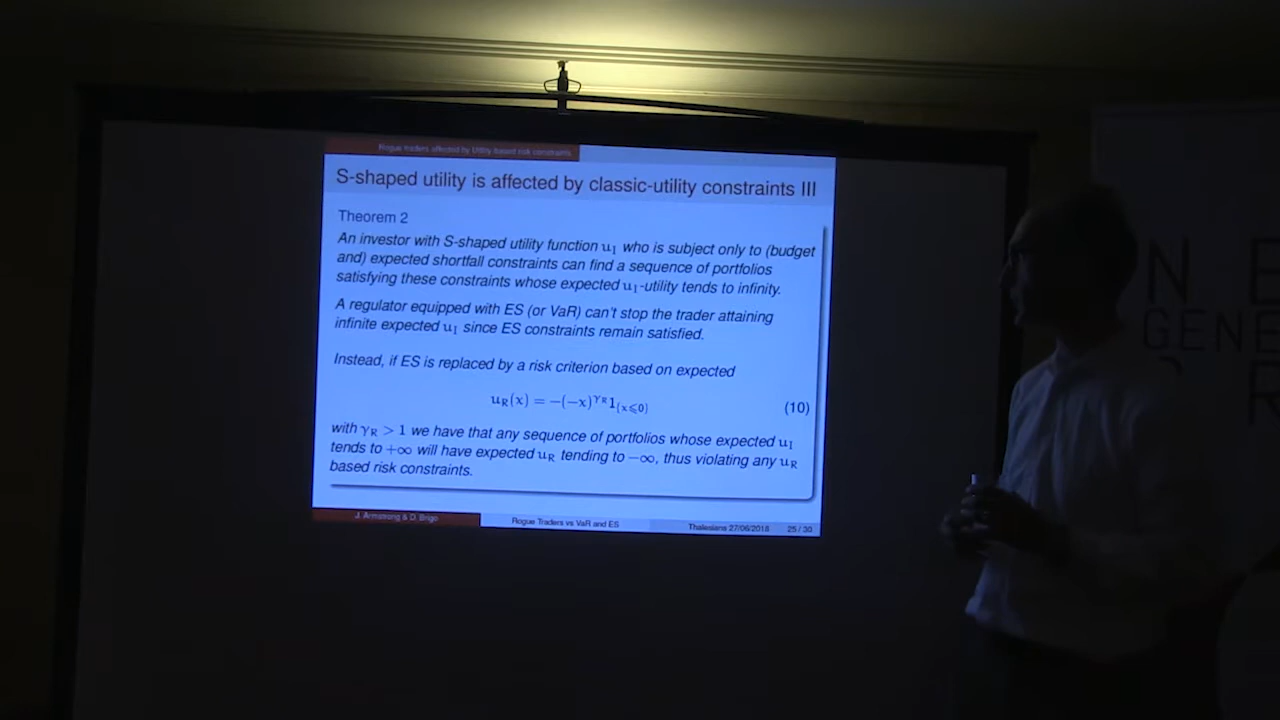 Rogue traders affected by Utility-based risk constraints
S-shaped utility is affected by classic-utility constraints III
Theorem 2
An investor with S-shaped utility function u_I who is subject only to (budget
and) expected shortfall constraints can find a sequence of portfolios
satisfying these constraints whose expected u_I-utility tends to infinity.
A regulator equipped with ES (or VaR) can't stop the trader attaining
infinite expected u_I since ES constraints remain satisfied.
Instead, if ES is replaced by a risk criterion based on expected
u_R(x) = −(−x)^{γ_R} 1_{x⩽0} (10)
with γ_R > 1 we have that any sequence of portfolios whose expected u_I
tends to +∞ will have expected u_R tending to −∞, thus violating any u_R
based risk constraints.
J. Armstrong & D. Brigo Rogue Traders vs VaR and ES Thalesians 27/06/2018 25 / 30
N E
GENE
R